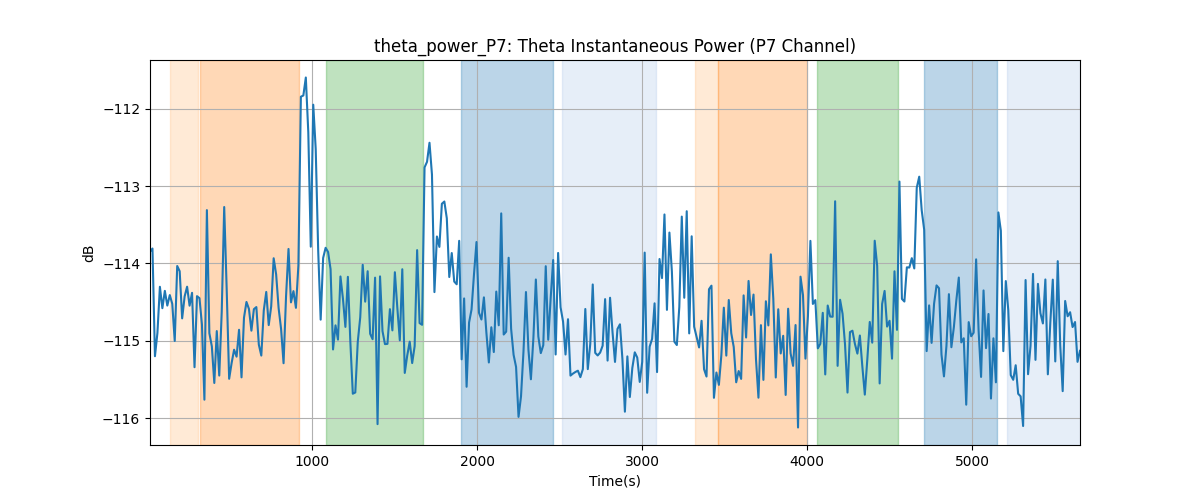 theta_power_P7: Theta Instantaneous Power (P7 Channel)
−112
−113
−114
−115
−116
dB
1000 2000 3000 4000 5000
Time(s)